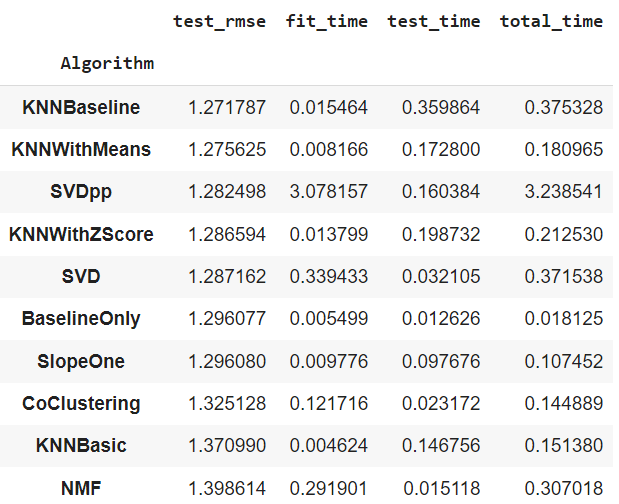 test_rmse fit_time test_time total_time
Algorithm
KNNBaseline 1.271787 0.015464 0.359864 0.375328
KNNWithMeans 1.275625 0.008166 0.172800 0.180965
SVDpp 1.282498 3.078157 0.160384 3.238541
KNNWithZScore 1.286594 0.013799 0.198732 0.212530
SVD 1.287162 0.339433 0.032105 0.371538
BaselineOnly 1.296077 0.005499 0.012626 0.018125
SlopeOne 1.296080 0.009776 0.097676 0.107452
CoClustering 1.325128 0.121716 0.023172 0.144889
KNNBasic 1.370990 0.004624 0.146756 0.151380
NMF 1.398614 0.291901 0.015118 0.307018